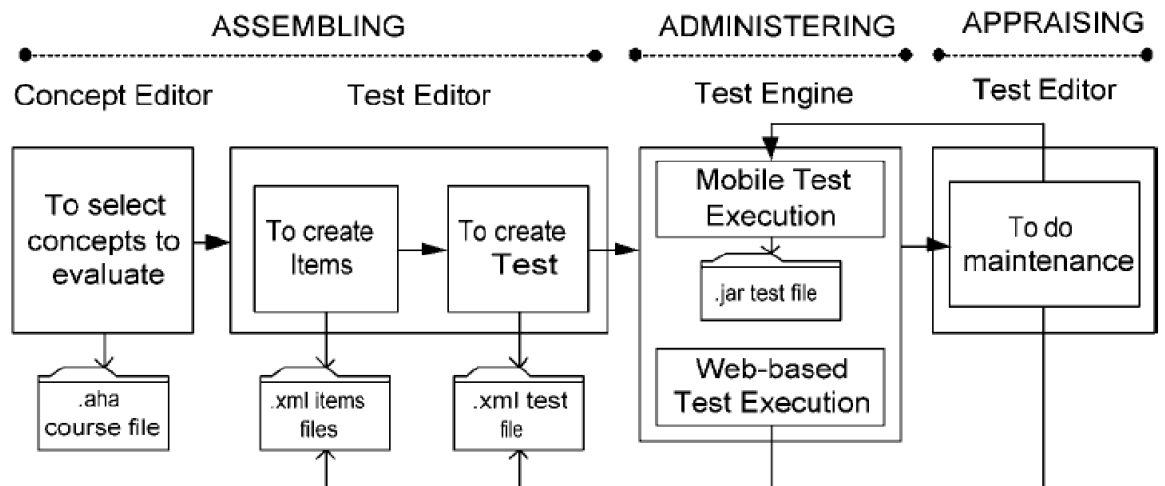 ASSEMBLING
ADMINISTERING
APPRAISING
Concept Editor
Test Editor
Test Engine
Test Editor
To select
concepts to
evaluate
To create
Items
To create
Test
Mobile Test
Execution
.jar test file
Web-based
Test Execution
To do
maintenance
.aha
course file
.xml items
files
.xml test
file